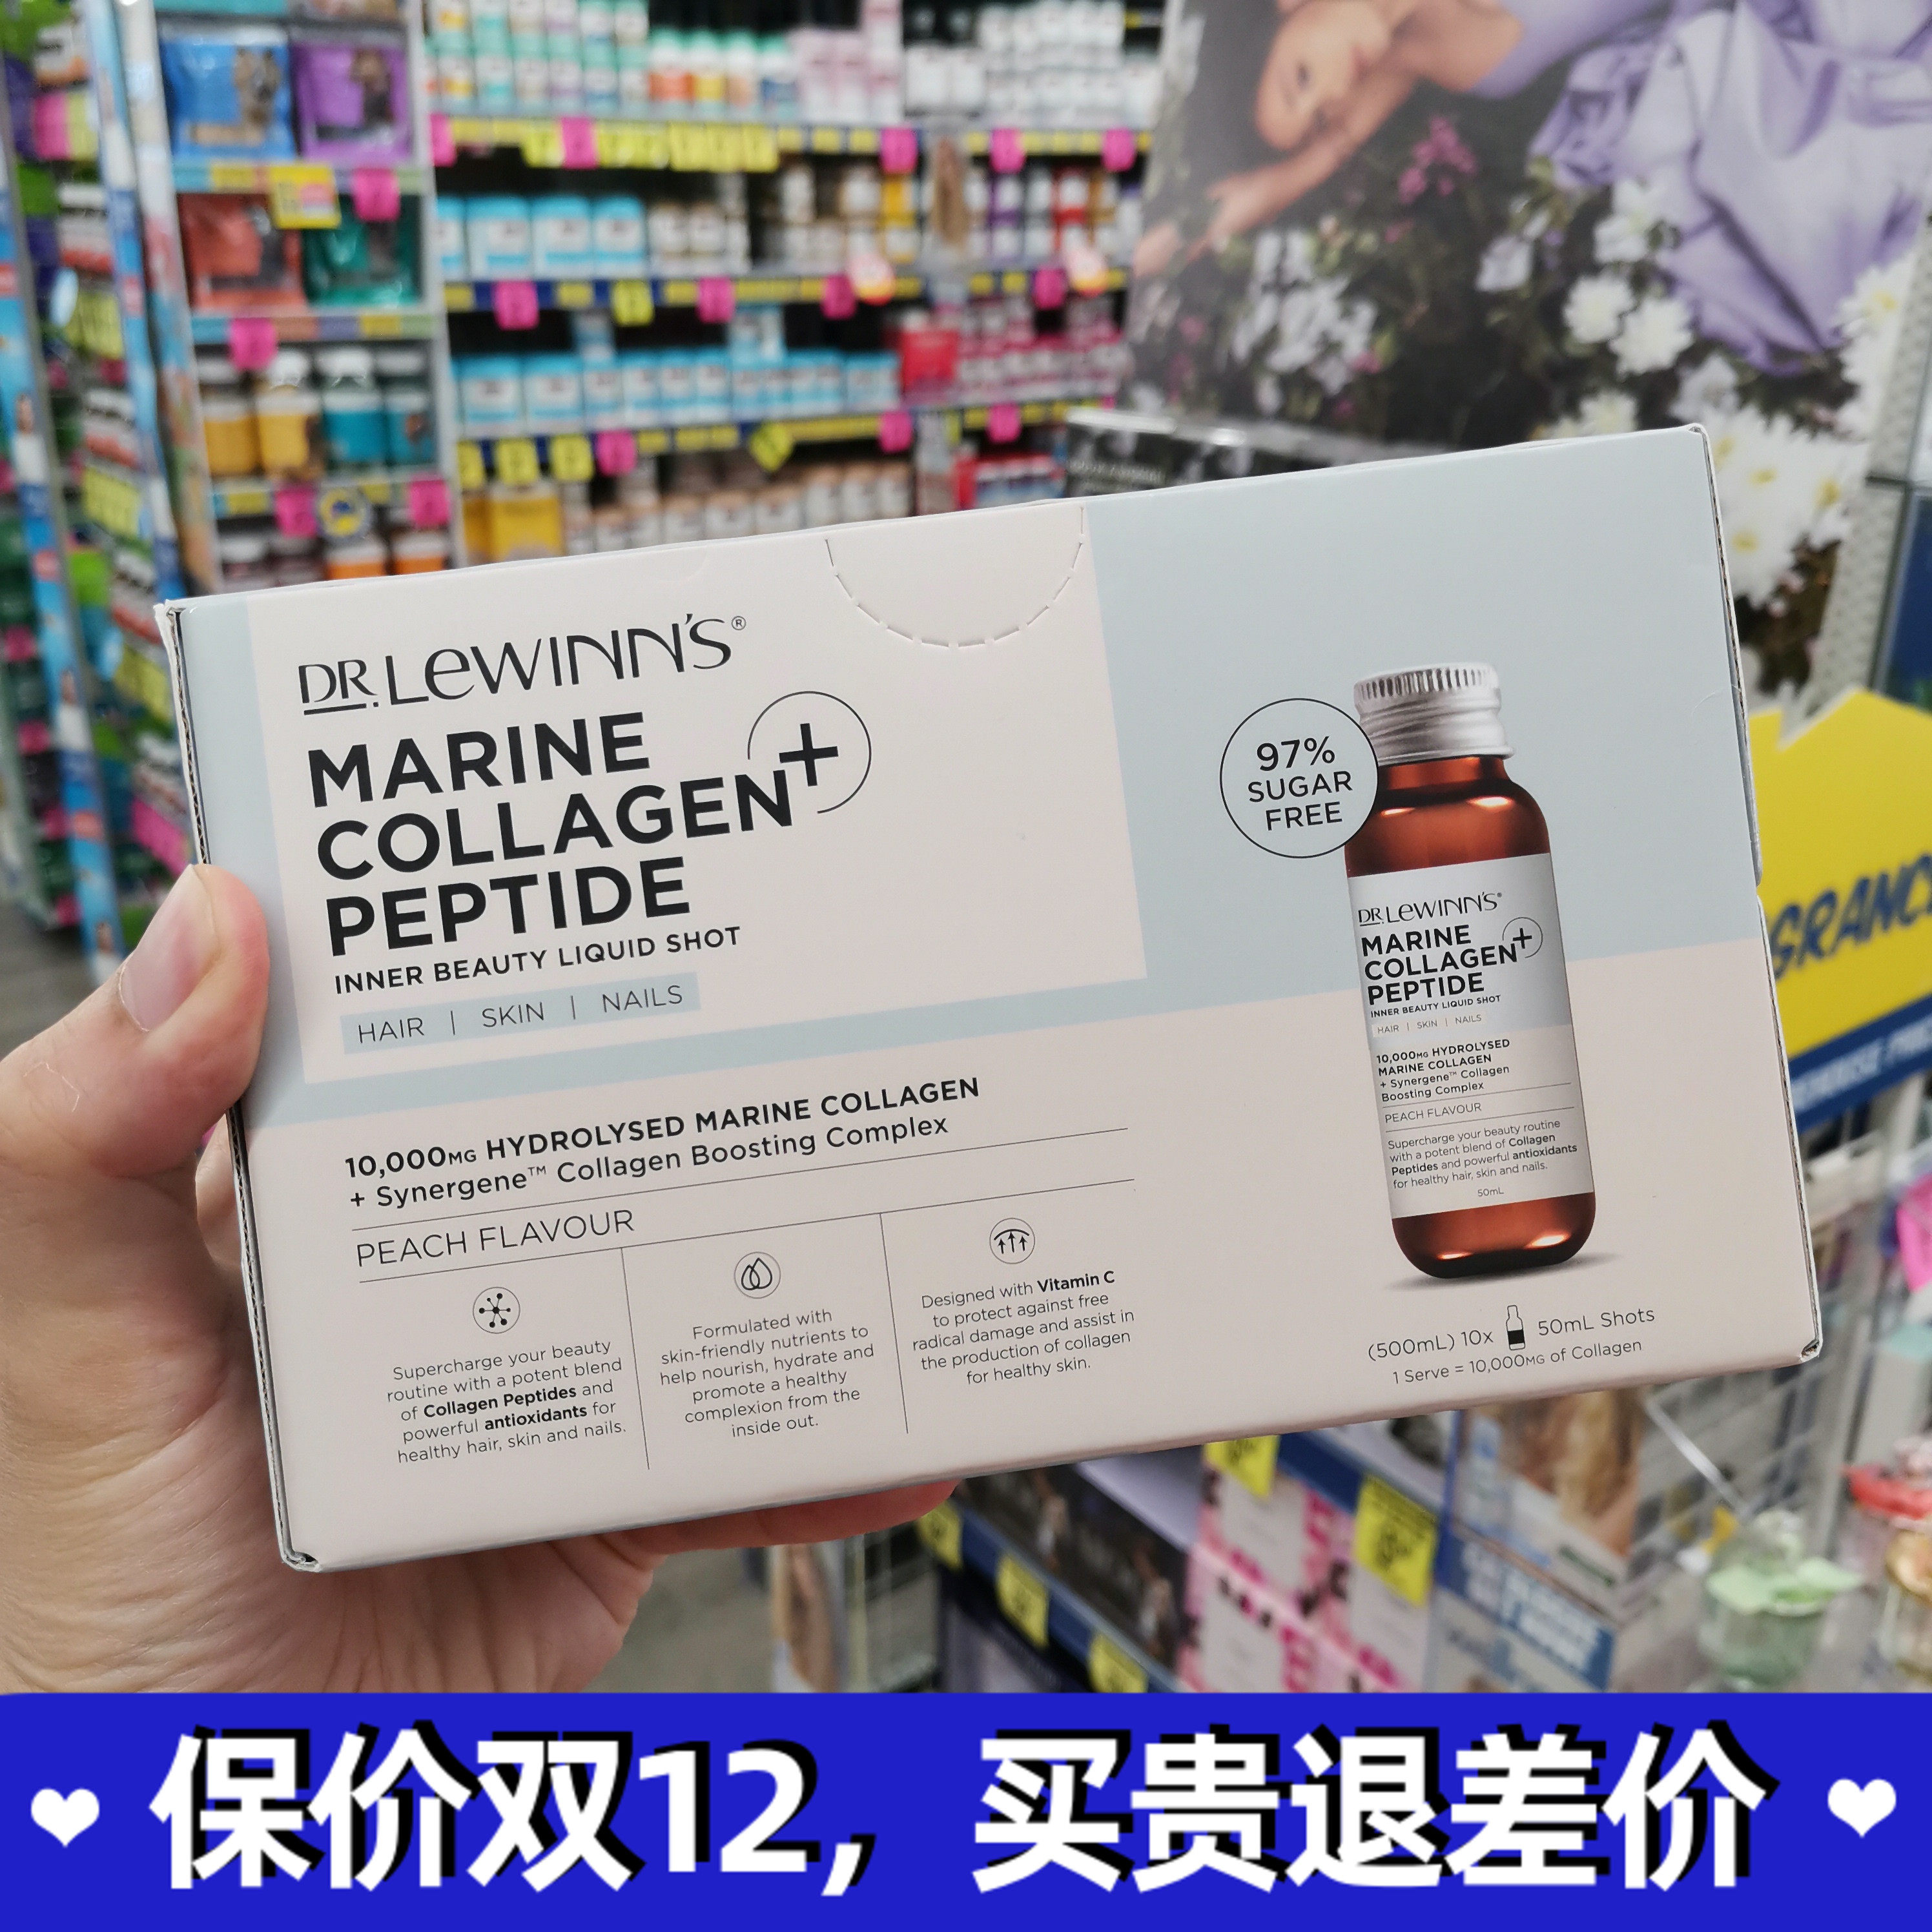 DR. LEWINN'S®
MARINE
COLLAGEN+
PEPTIDE
INNER BEAUTY LIQUID SHOT
HAIR | SKIN | NAILS
10,000MG HYDROLYSED MARINE COLLAGEN
+ Synergene™ Collagen Boosting Complex
PEACH FLAVOUR
Supercharge your beauty
routine with a potent blend
of Collagen Peptides and
powerful antioxidants for
healthy hair, skin and nails.
Formulated with
skin-friendly nutrients to
help nourish, hydrate and
promote a healthy
complexion from the
inside out.
Designed with Vitamin C
to protect against free
radical damage and assist in
the production of collagen
for healthy skin.
97%
SUGAR
FREE
DR. LEWINN'S®
MARINE
COLLAGEN+
PEPTIDE
INNER BEAUTY LIQUID SHOT
HAIR | SKIN | NAILS
10,000MG HYDROLYSED
MARINE COLLAGEN
+ Synergene™ Collagen
Boosting Complex
PEACH FLAVOUR
Supercharge your beauty routine
with a potent blend of Collagen
Peptides and powerful antioxidants
for healthy hair, skin and nails.
50mL
(500mL) 10x 50mL Shots
1 Serve = 10,000MG of Collagen
保价双12，买贵退差价